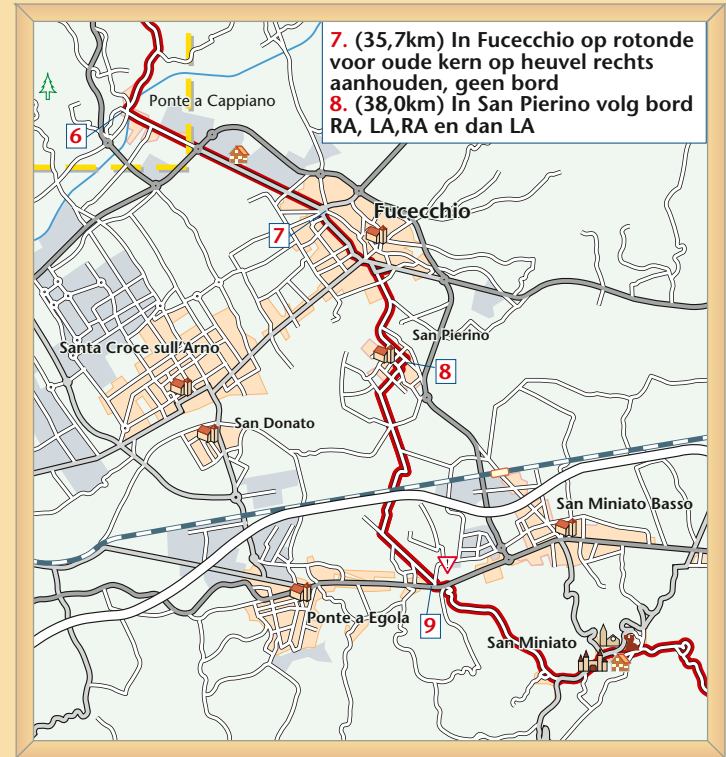 7. (35,7km) In Fucecchio op rotonde
voor oude kern op heuvel rechts
aanhouden, geen bord
8. (38,0km) In San Pierino volg bord
RA, LA,RA en dan LA
Ponte a Cappiano
6
Fucecchio
7
San Pierino
Santa Croce sull'Arno
8
San Donato
San Miniato Basso
!
Ponte a Egola
9
San Miniato